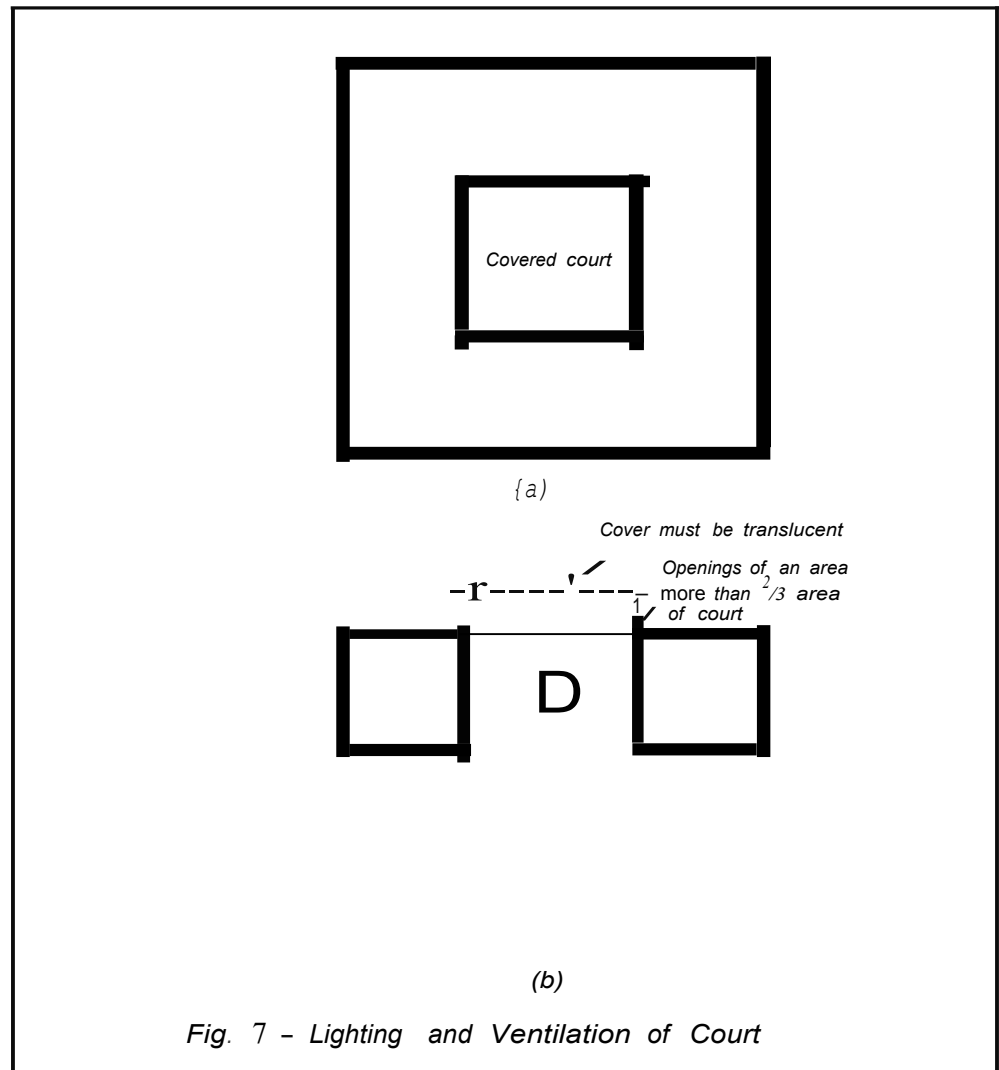 Covered court
{a)
Cover must be translucent
Openings of an area
more than 2/3 area
of court
r
1
D
(b)
Fig. 7 – Lighting and Ventilation of Court